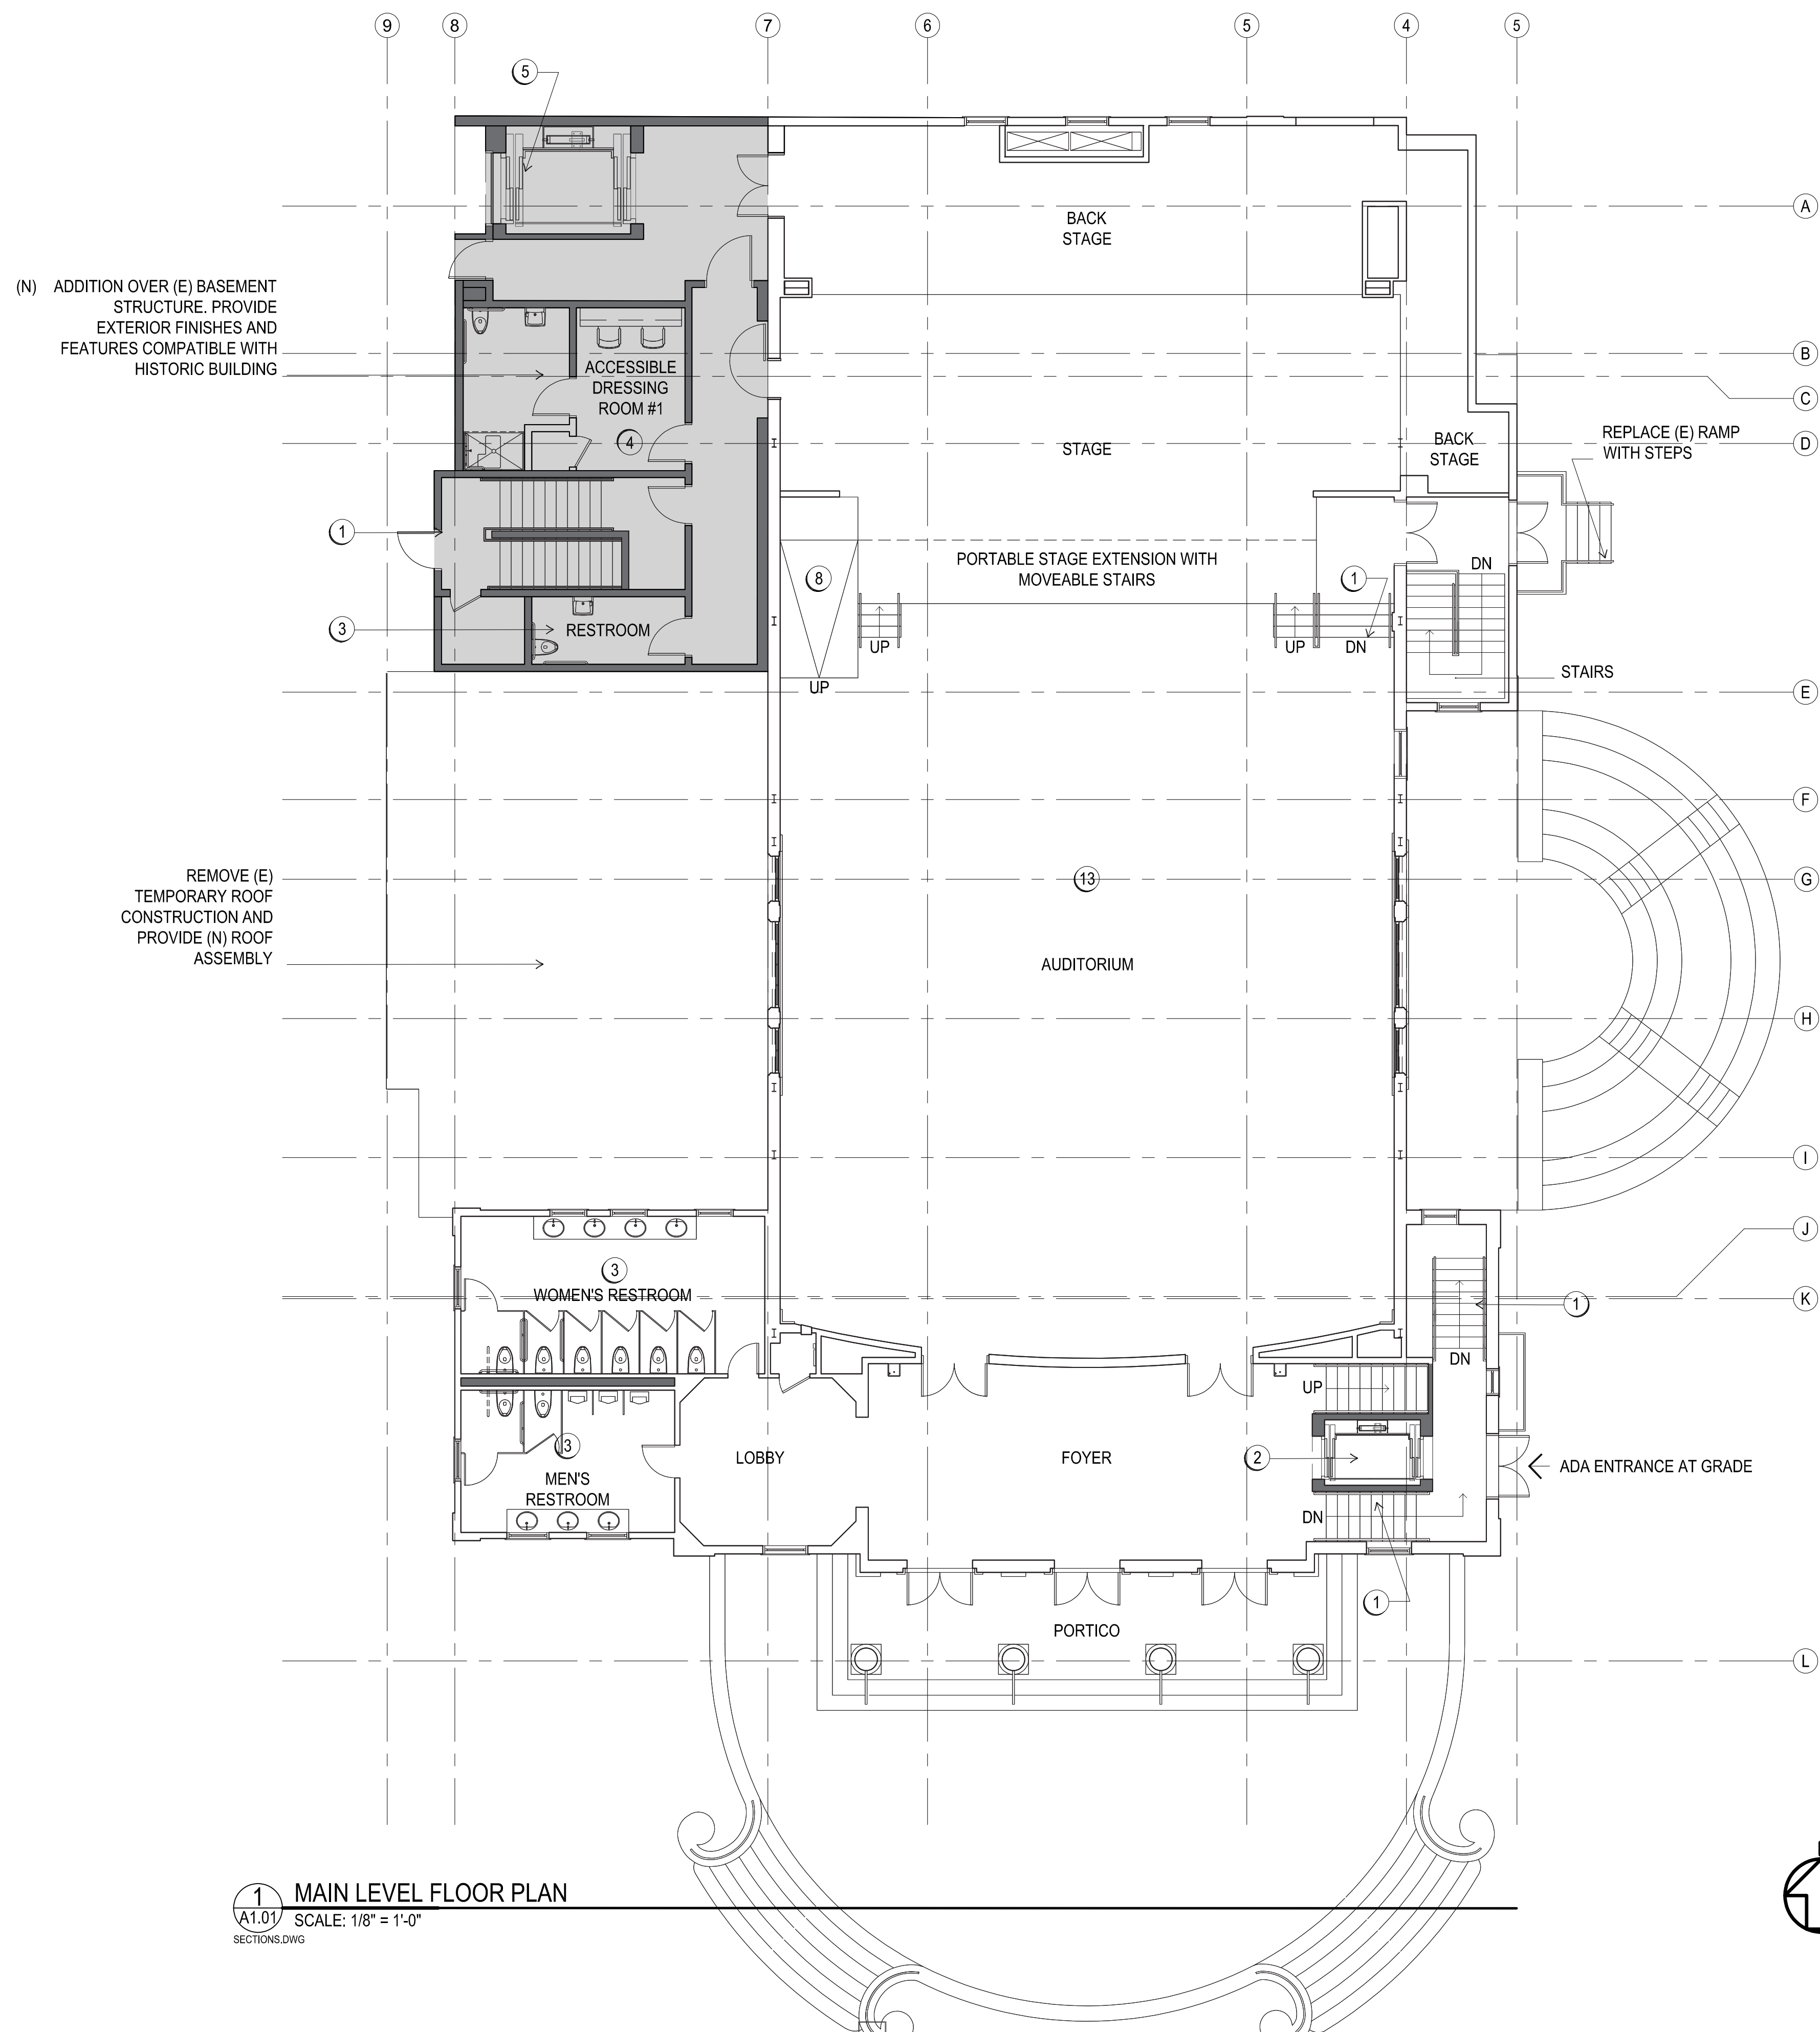 9 8 7 6 5 4 5
5
A
BACK
STAGE
(N) ADDITION OVER (E) BASEMENT
STRUCTURE. PROVIDE
EXTERIOR FINISHES AND
FEATURES COMPATIBLE WITH
HISTORIC BUILDING
B
ACCESSIBLE
DRESSING
ROOM #1
4
C
STAGE
BACK
STAGE
D
REPLACE (E) RAMP
WITH STEPS
1
PORTABLE STAGE EXTENSION WITH
MOVEABLE STAIRS
8
1
DN
3
RESTROOM
UP
UP
DN
UP
STAIRS
E
F
REMOVE (E)
TEMPORARY ROOF
CONSTRUCTION AND
PROVIDE (N) ROOF
ASSEMBLY
13
G
AUDITORIUM
H
I
J
3
WOMEN'S RESTROOM
K
1
DN
UP
3
MEN'S
RESTROOM
LOBBY
FOYER
2
ADA ENTRANCE AT GRADE
DN
1
PORTICO
L
1
A1.01
MAIN LEVEL FLOOR PLAN
SCALE: 1/8" = 1'-0"
SECTIONS.DWG